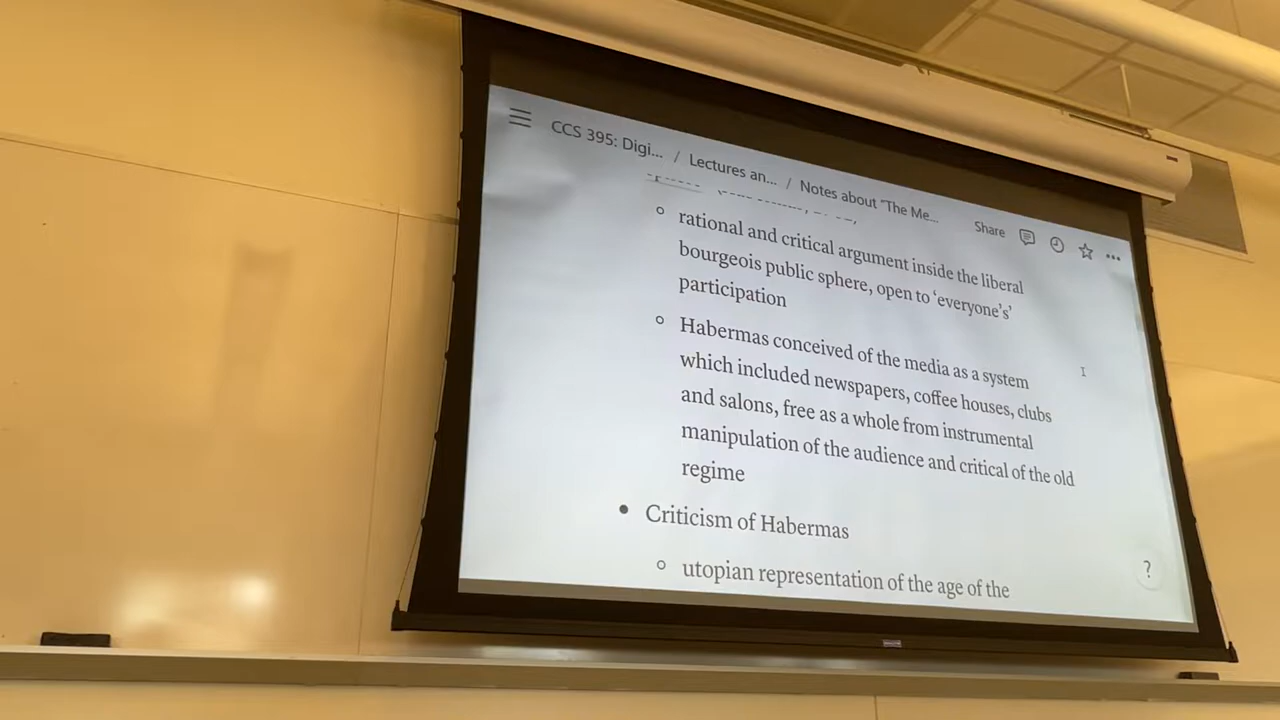 CCS 395: Digi... / Lectures an... / Notes about "The Me...
Share
rational and critical argument inside the liberal
bourgeois public sphere, open to ‘everyone’s’
participation
Habermas conceived of the media as a system
which included newspapers, coffee houses, clubs
and salons, free as a whole from instrumental
manipulation of the audience and critical of the old
regime
Criticism of Habermas
utopian representation of the age of the
?